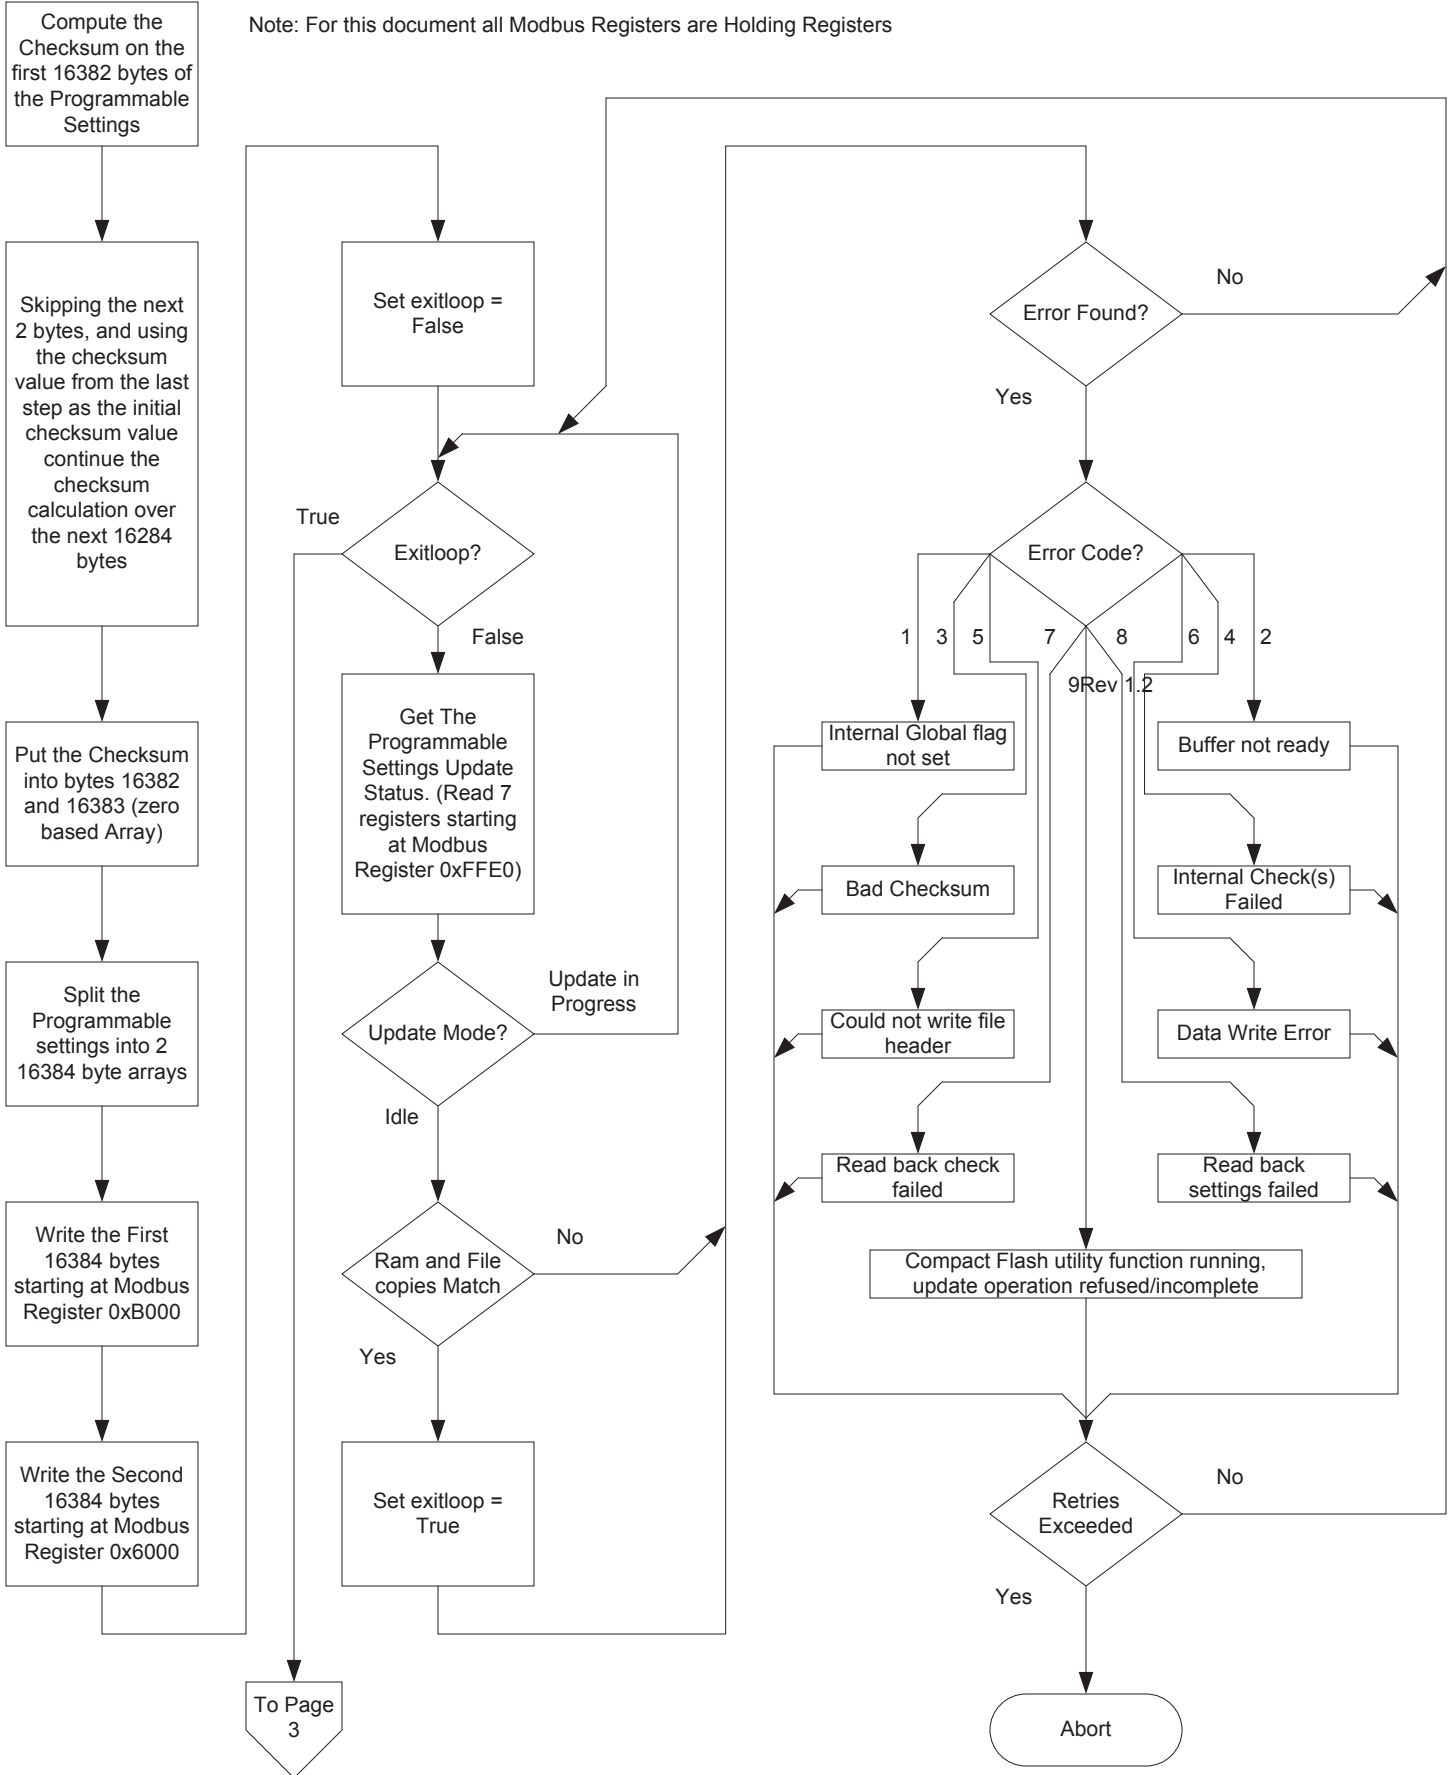 Compute the
Checksum on the
first 16382 bytes of
the Programmable
Settings
Note: For this document all Modbus Registers are Holding Registers
Skipping the next
2 bytes, and using
the checksum
value from the last
step as the initial
checksum value
continue the
checksum
calculation over
the next 16284
bytes
Put the Checksum
into bytes 16382
and 16383 (zero
based Array)
Split the
Programmable
settings into 2
16384 byte arrays
Write the First
16384 bytes
starting at Modbus
Register 0xB000
Write the Second
16384 bytes
starting at Modbus
Register 0x6000
Set exitloop =
False
Exitloop?
True
False
Get The
Programmable
Settings Update
Status. (Read 7
registers starting
at Modbus
Register 0xFFE0)
Update Mode?
Update in
Progress
Idle
Ram and File
copies Match
No
Yes
Set exitloop =
True
To Page
3
Error Found?
No
Yes
Error Code?
1
3
5
7
8
6
4
2
9Rev 1.2
Internal Global flag
not set
Buffer not ready
Bad Checksum
Internal Check(s)
Failed
Could not write file
header
Data Write Error
Read back check
failed
Read back
settings failed
Compact Flash utility function running,
update operation refused/incomplete
Retries
Exceeded
No
Yes
Abort